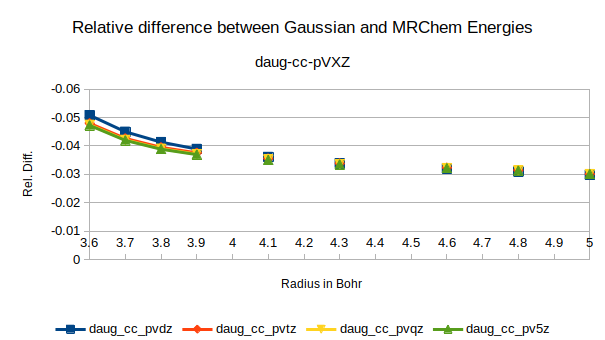 Relative difference between Gaussian and MRChem Energies
daug-cc-pVXZ
-0.06
-0.05
-0.04
-0.03
-0.02
-0.01
0
Rel. Diff.
3.6 3.7 3.8 3.9 4 4.1 4.2 4.3 4.4 4.5 4.6 4.7 4.8 4.9 5
Radius in Bohr
daug_cc_pvdz daug_cc_pvtz daug_cc_pvqz daug_cc_pv5z